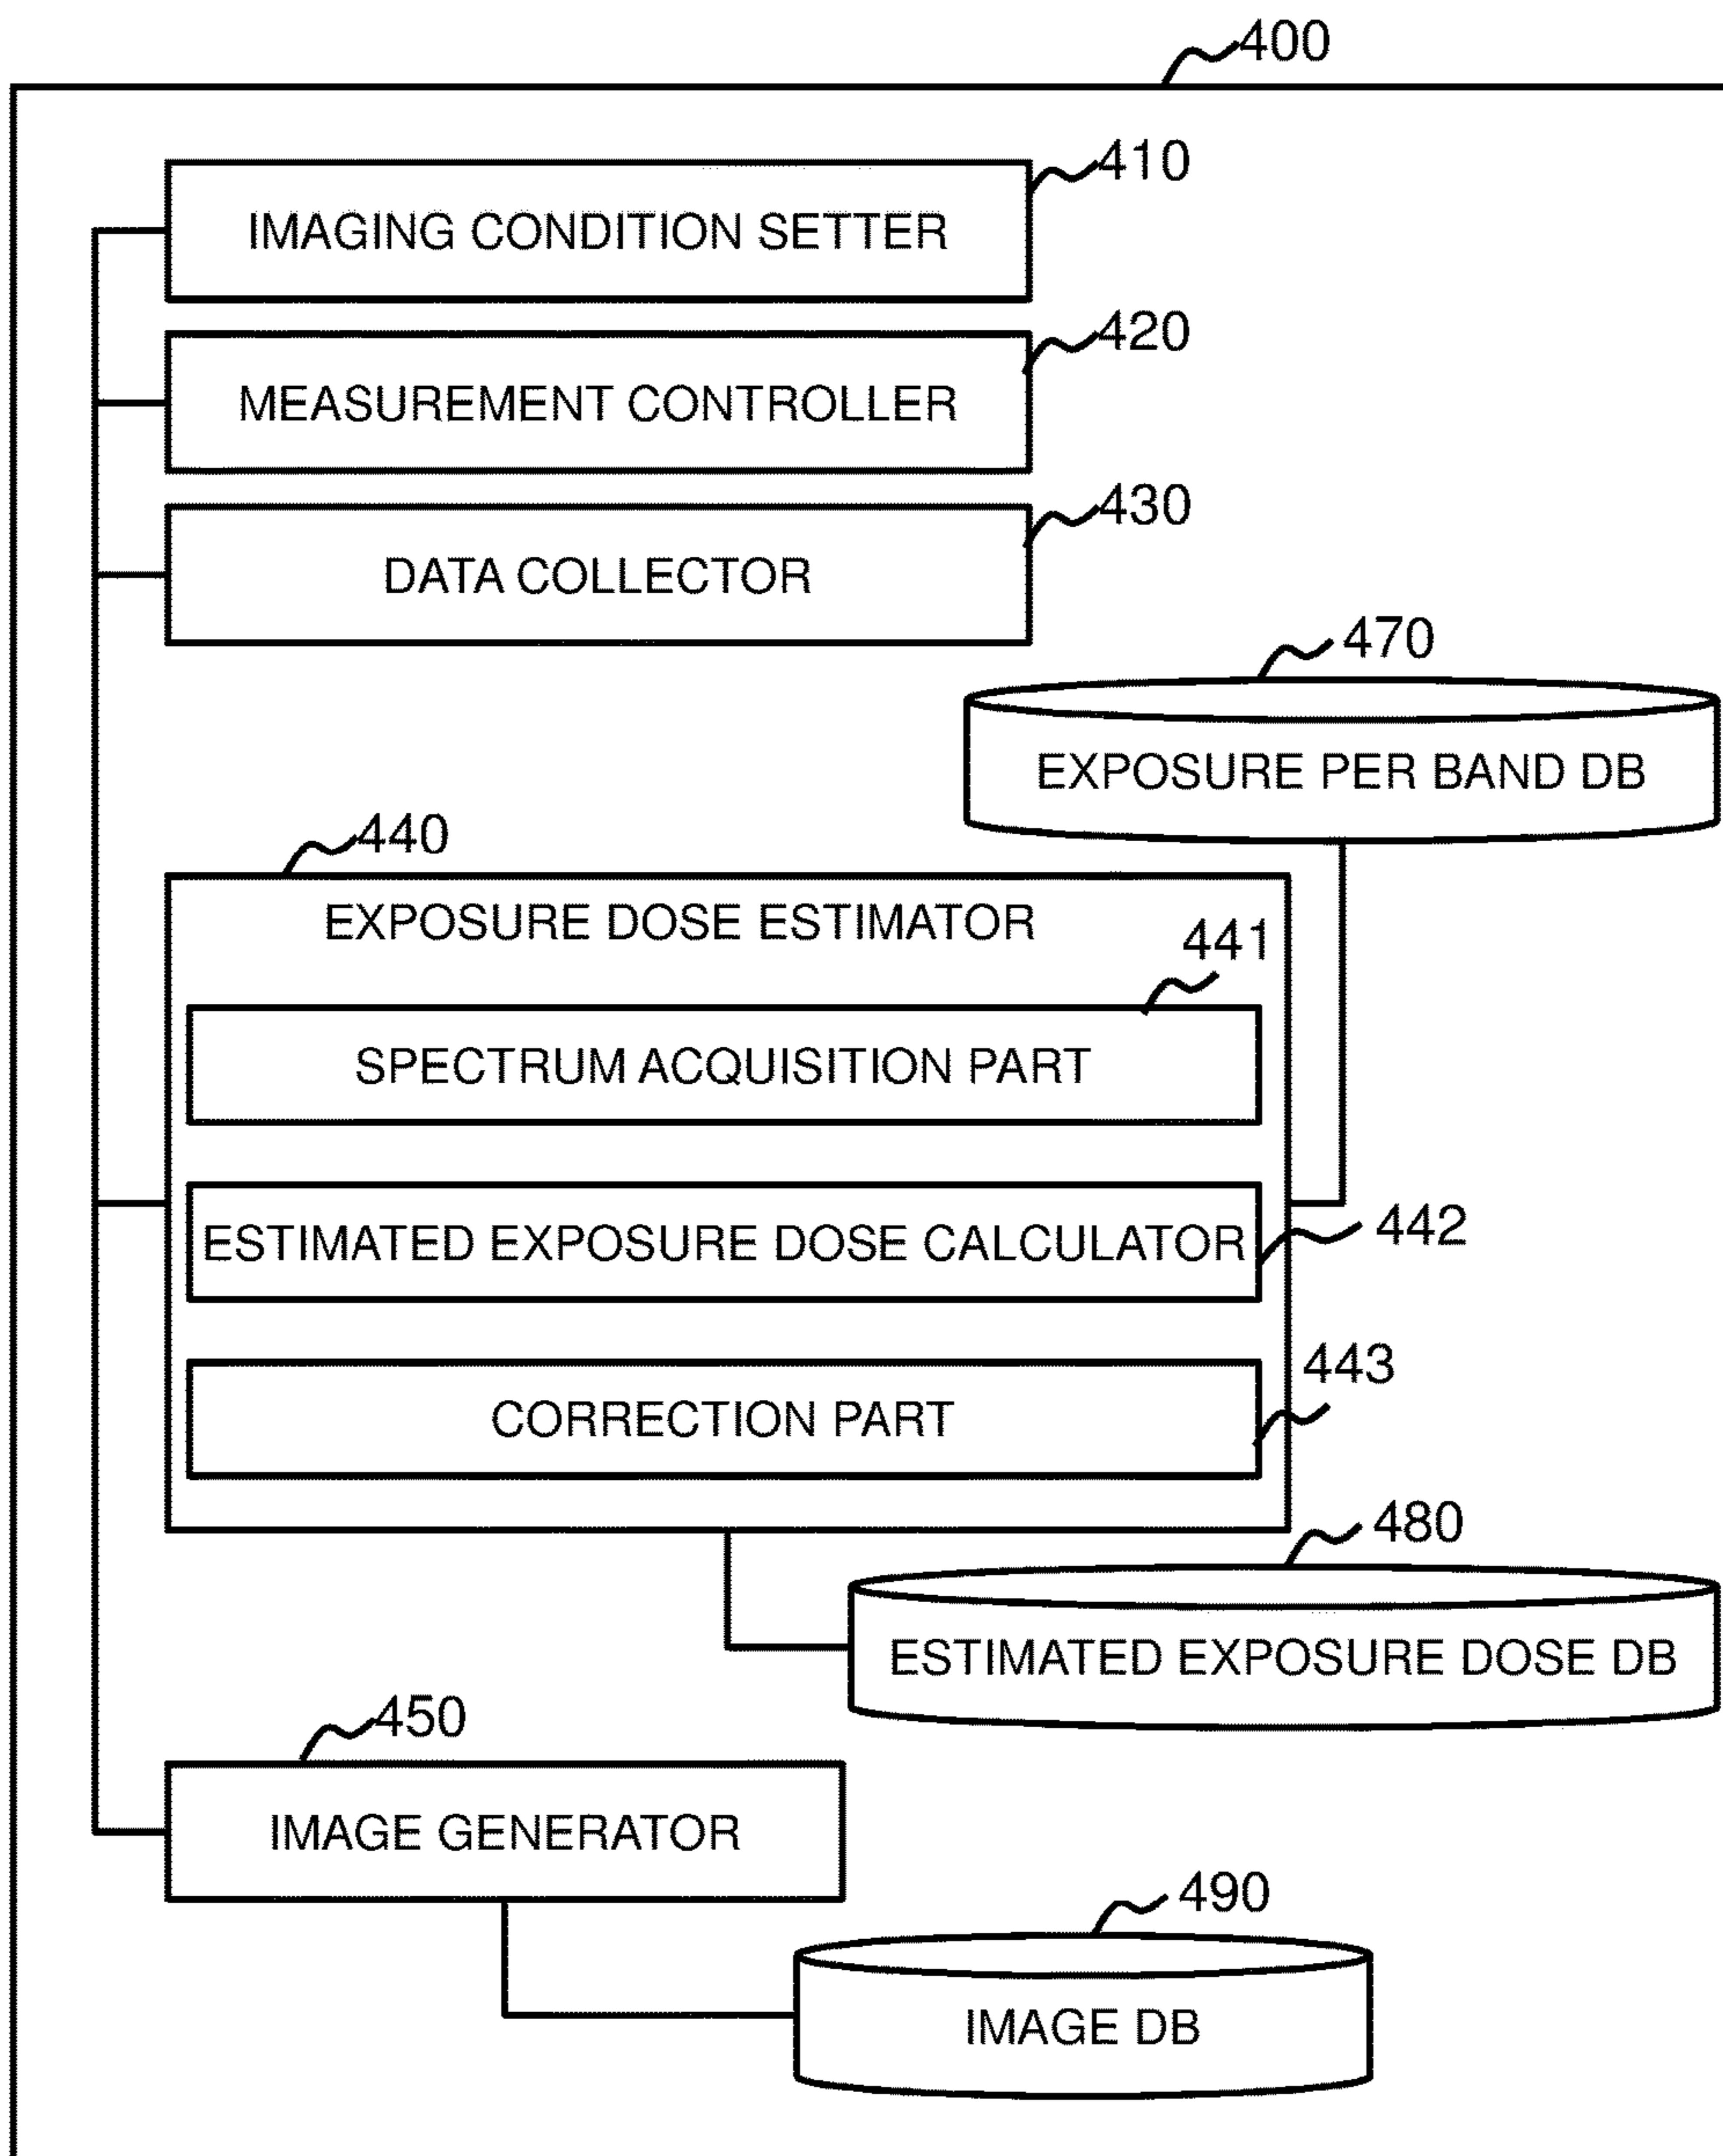 400
410
IMAGING CONDITION SETTER
420
MEASUREMENT CONTROLLER
430
DATA COLLECTOR
470
EXPOSURE PER BAND DB
440
EXPOSURE DOSE ESTIMATOR
441
SPECTRUM ACQUISITION PART
442
ESTIMATED EXPOSURE DOSE CALCULATOR
443
CORRECTION PART
480
ESTIMATED EXPOSURE DOSE DB
450
IMAGE GENERATOR
490
IMAGE DB